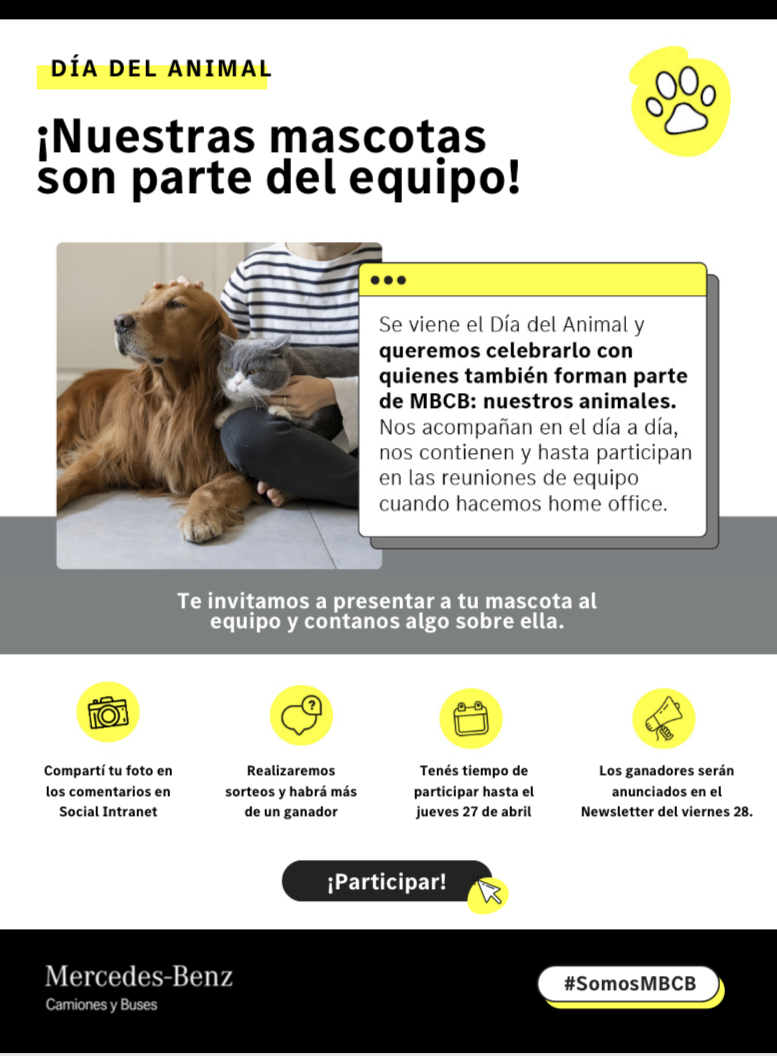 DÍA DEL ANIMAL
¡Nuestras mascotas
son parte del equipo!
Se viene el Día del Animal y
queremos celebrarlo con
quienes también forman parte
de MBCB: nuestros animales.
Nos acompañan en el día a día,
nos contienen y hasta participan
en las reuniones de equipo
cuando hacemos home office.
Te invitamos a presentar a tu mascota al
equipo y contanos algo sobre ella.
Compartí tu foto en
los comentarios en
Social Intranet
Realizaremos
sorteos y habrá más
de un ganador
Tenés tiempo de
participar hasta el
jueves 27 de abril
Los ganadores serán
anunciados en el
Newsletter del viernes 28.
¡Participar!
Mercedes-Benz
Camiones y Buses
#SomosMBCB